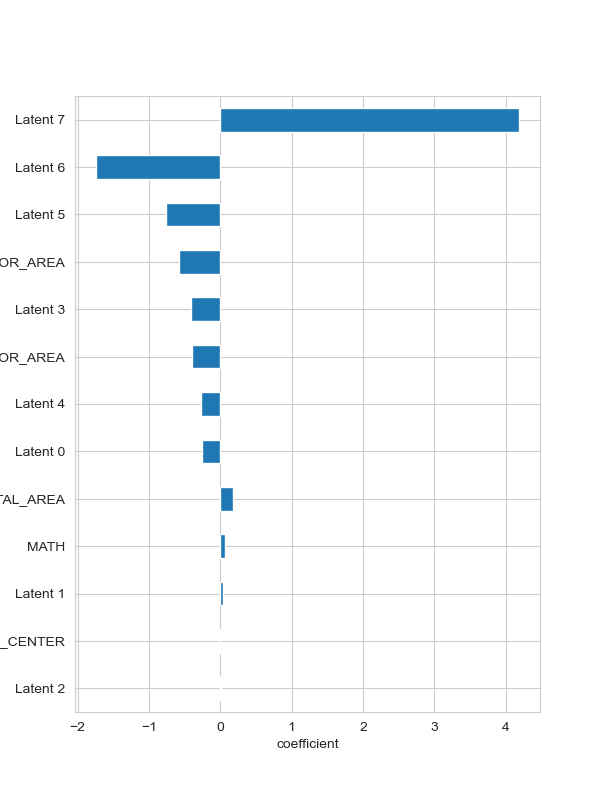 Latent 7
Latent 6
Latent 5
OR_AREA
Latent 3
OR_AREA
Latent 4
Latent 0
TAL_AREA
MATH
Latent 1
_CENTER
Latent 2
−2 −1 0 1 2 3 4
coefficient